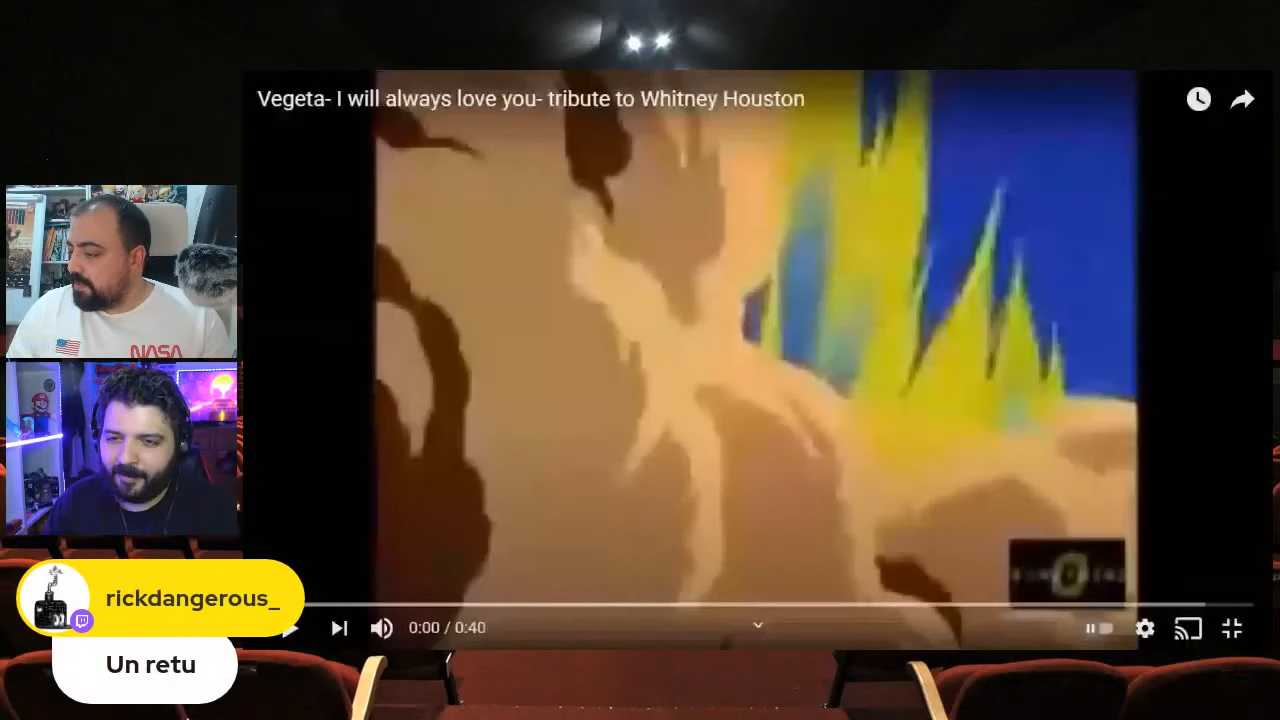 Vegeta- I will always love you- tribute to Whitney Houston
NASA
rickdangerous_
Un retu
0:00 / 0:40